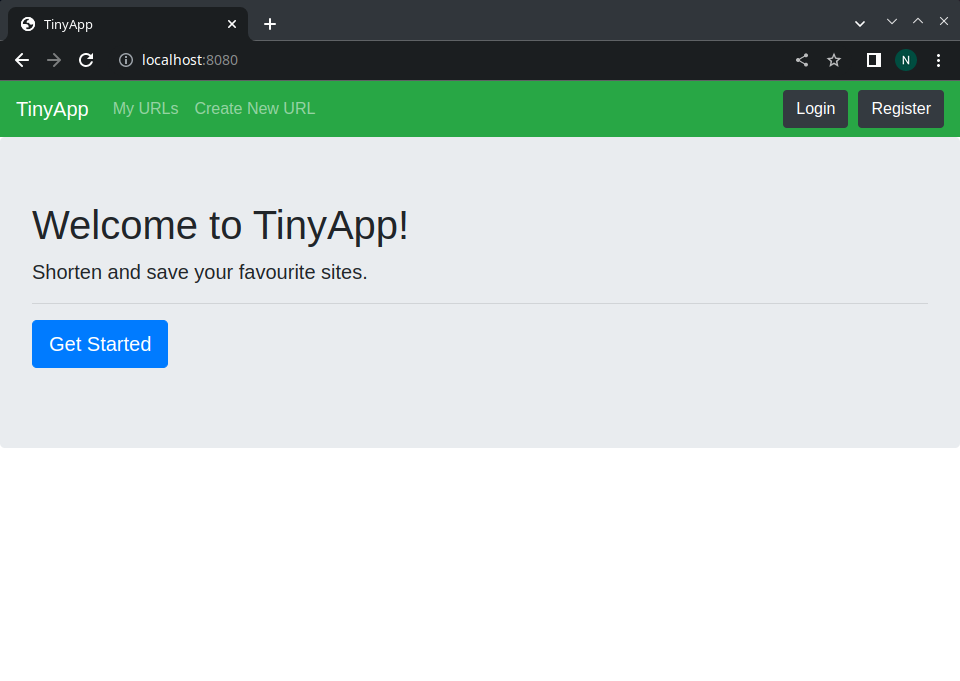 TinyApp
localhost:8080
N
TinyApp My URLs Create New URL Login Register
Welcome to TinyApp!
Shorten and save your favourite sites.
Get Started